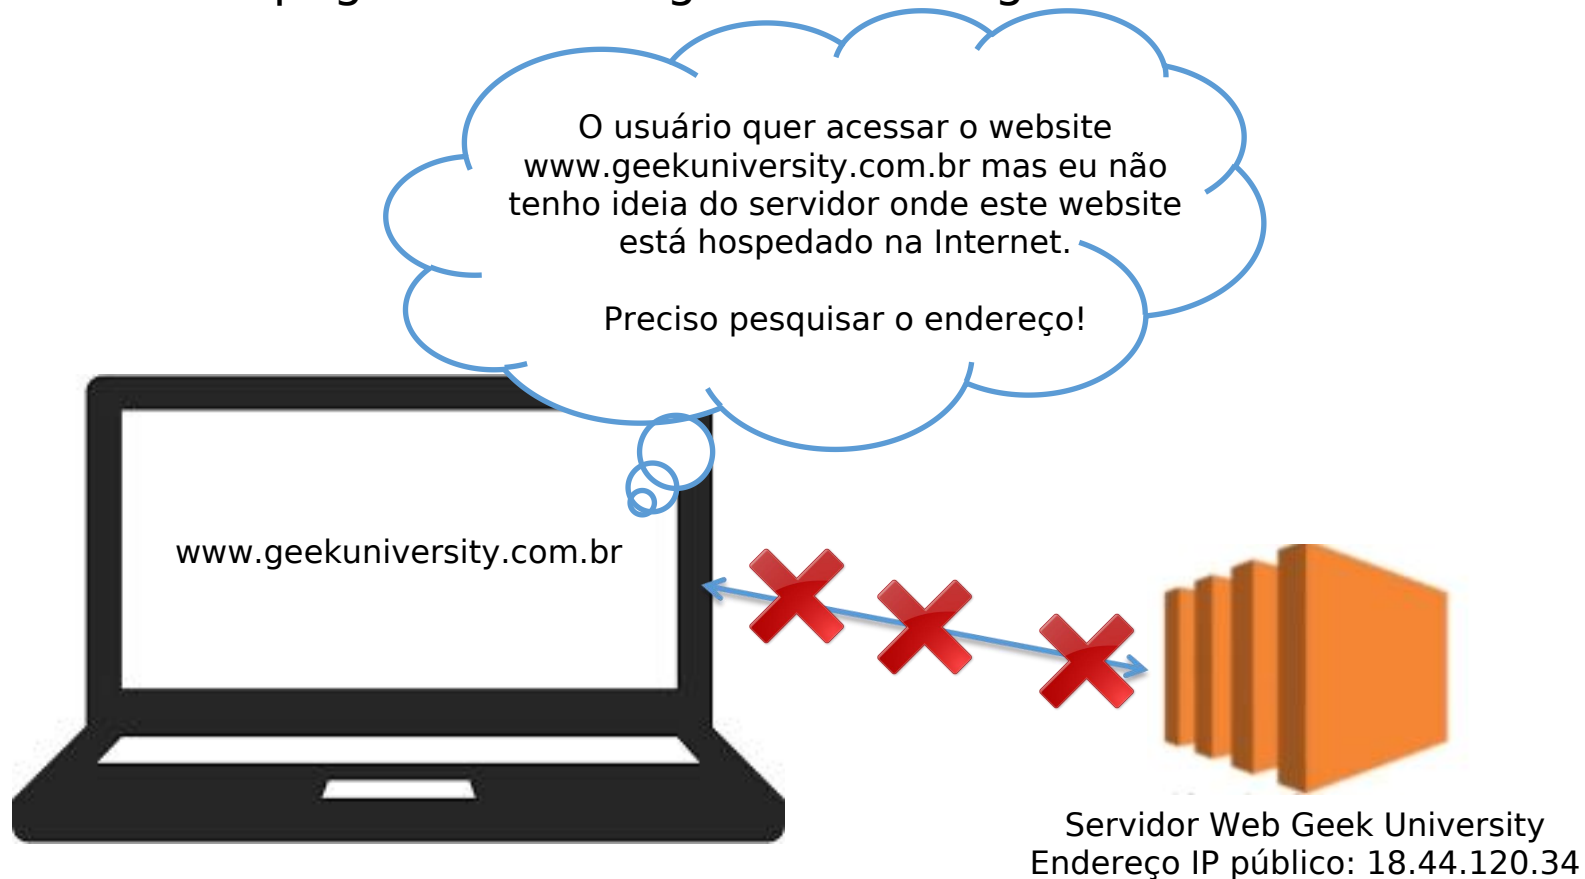 O usuário quer acessar o website
www.geekuniversity.com.br mas eu não
tenho ideia do servidor onde este website
está hospedado na Internet.
Preciso pesquisar o endereço!
www.geekuniversity.com.br
Servidor Web Geek University
Endereço IP público: 18.44.120.34